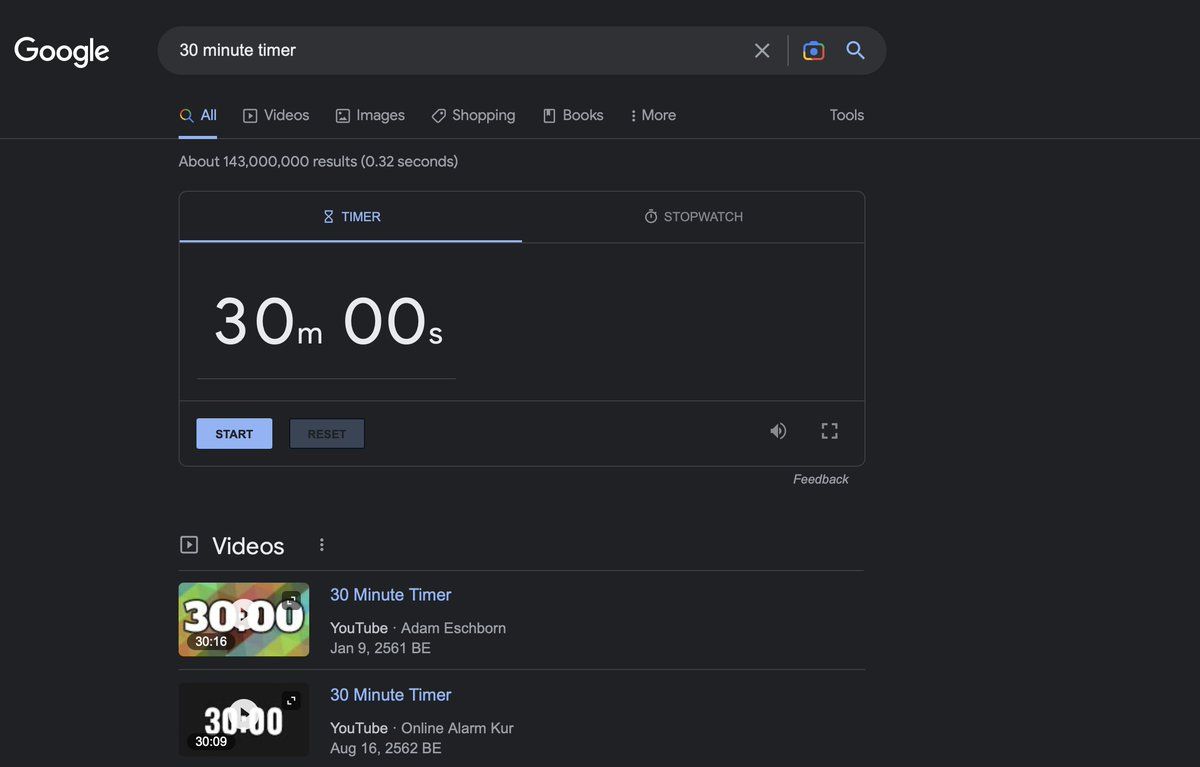 Google
30 minute timer
All Videos Images Shopping Books More Tools
About 143,000,000 results (0.32 seconds)
TIMER STOPWATCH
30m 00s
START RESET
Feedback
Videos
30:00
30:16
30 Minute Timer
YouTube · Adam Eschborn
Jan 9, 2561 BE
30:00
30:09
30 Minute Timer
YouTube · Online Alarm Kur
Aug 16, 2562 BE